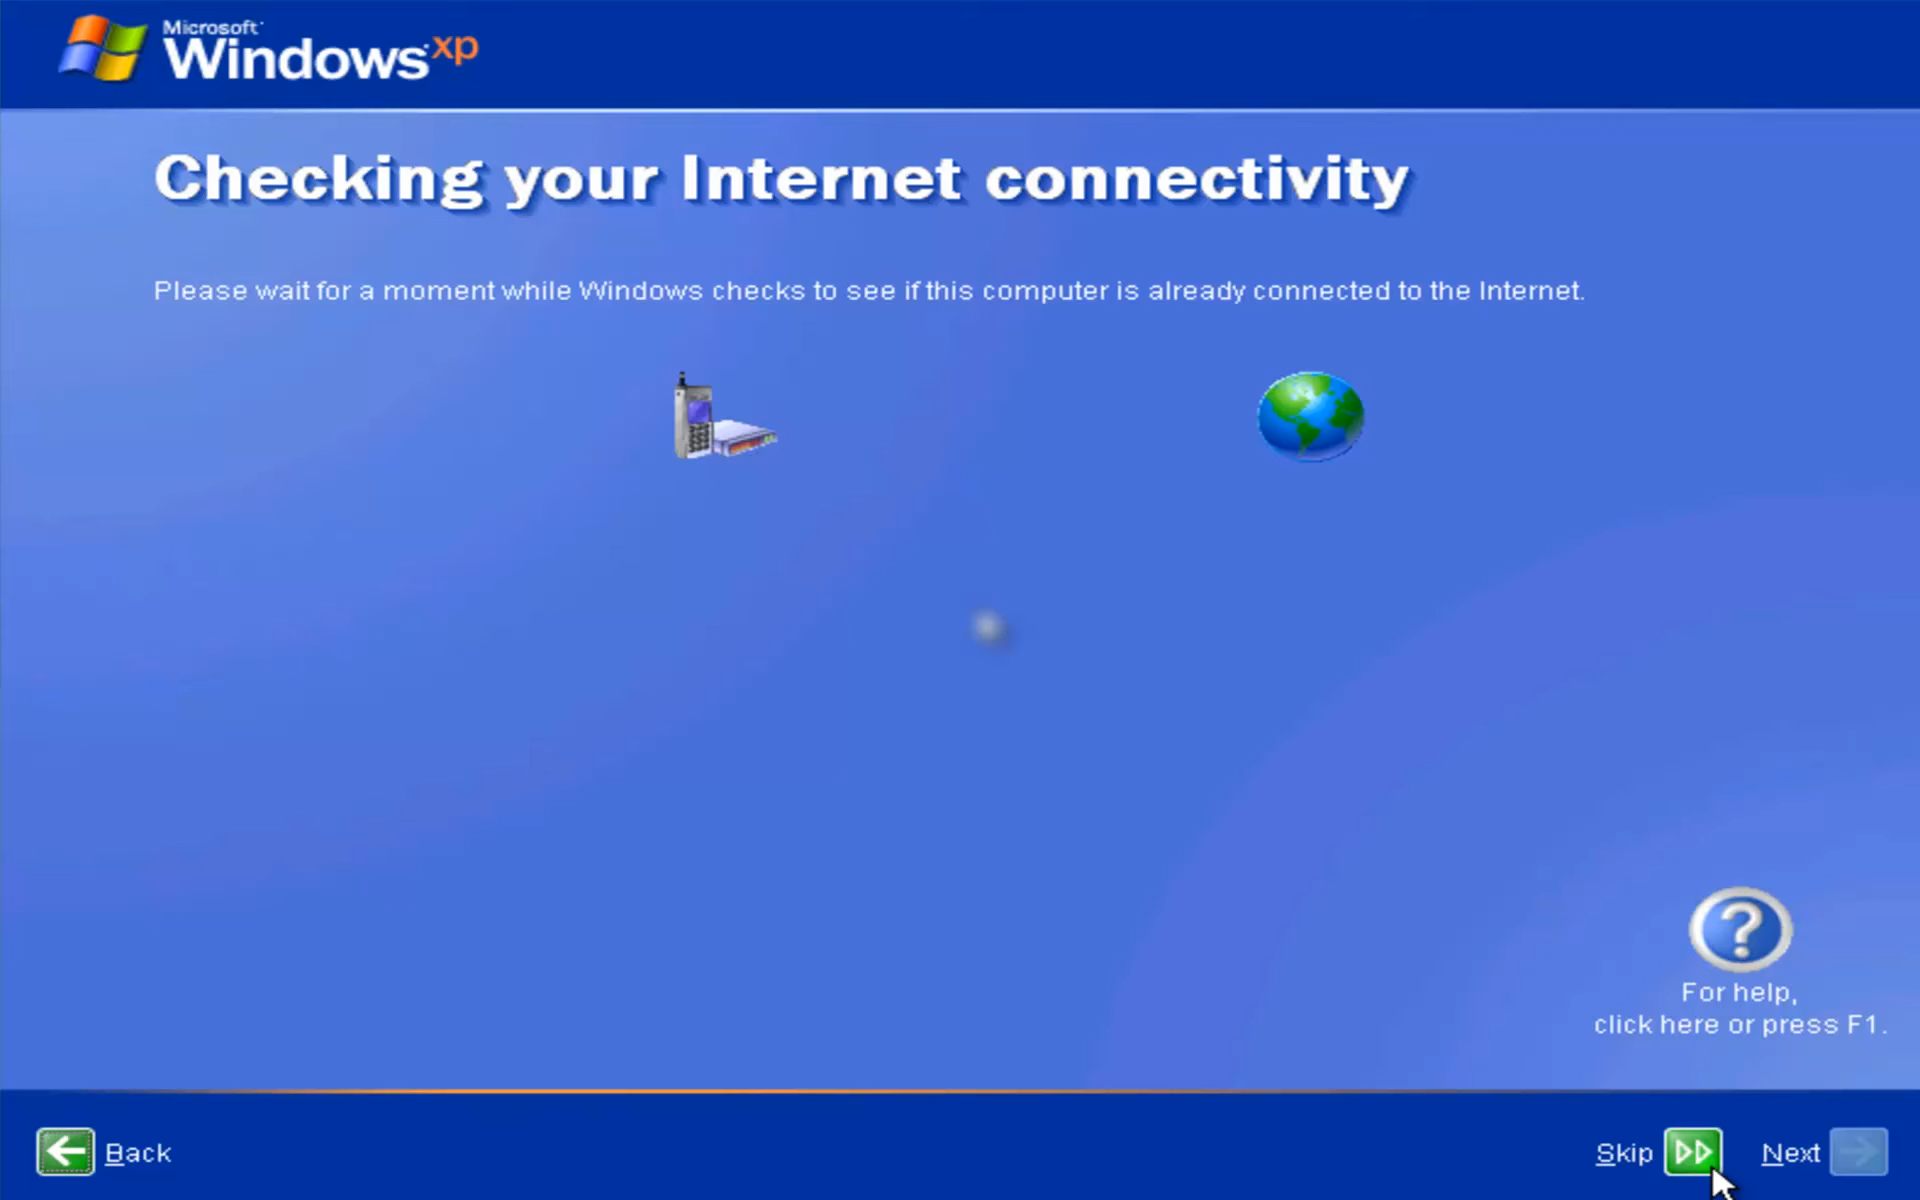 Microsoft
Windows xp
Checking your Internet connectivity
Please wait for a moment while Windows checks to see if this computer is already connected to the Internet.
?
For help,
click here or press F1.
Back
Skip
Next